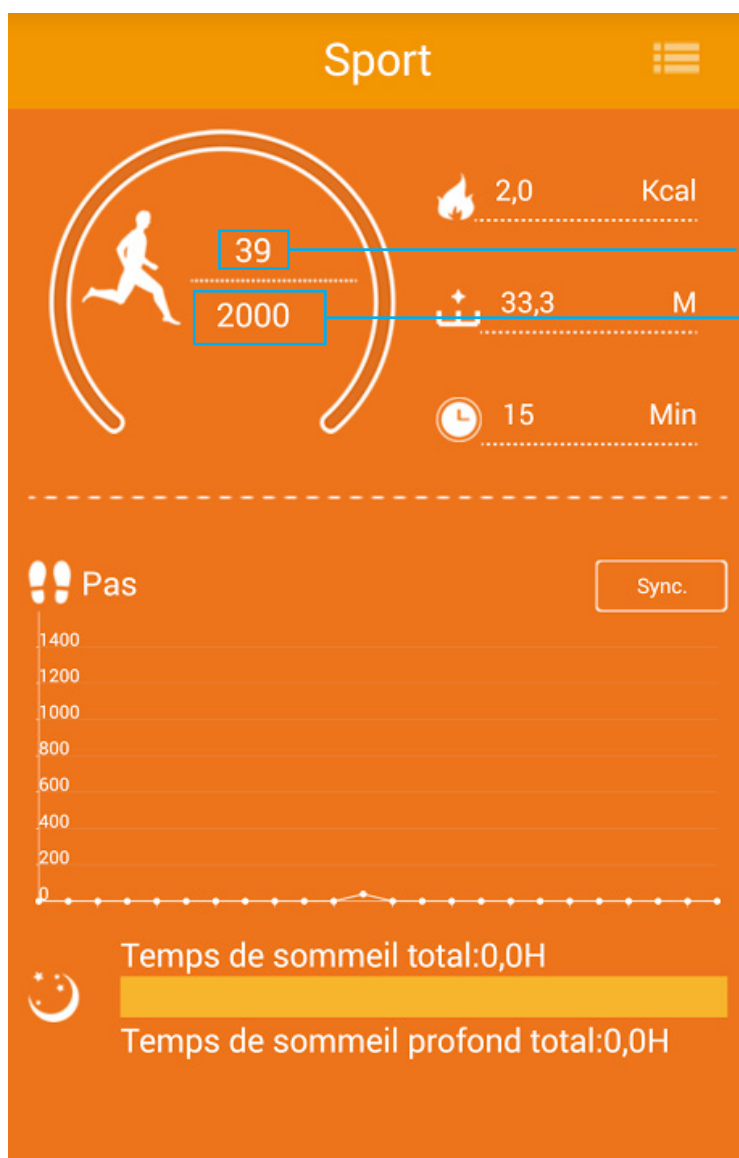 Sport
39
2000
2,0 Kcal
33,3 M
15 Min
Pas
Sync.
1400
1200
1000
800
600
400
200
0
Temps de sommeil total:0,0H
Temps de sommeil profond total:0,0H